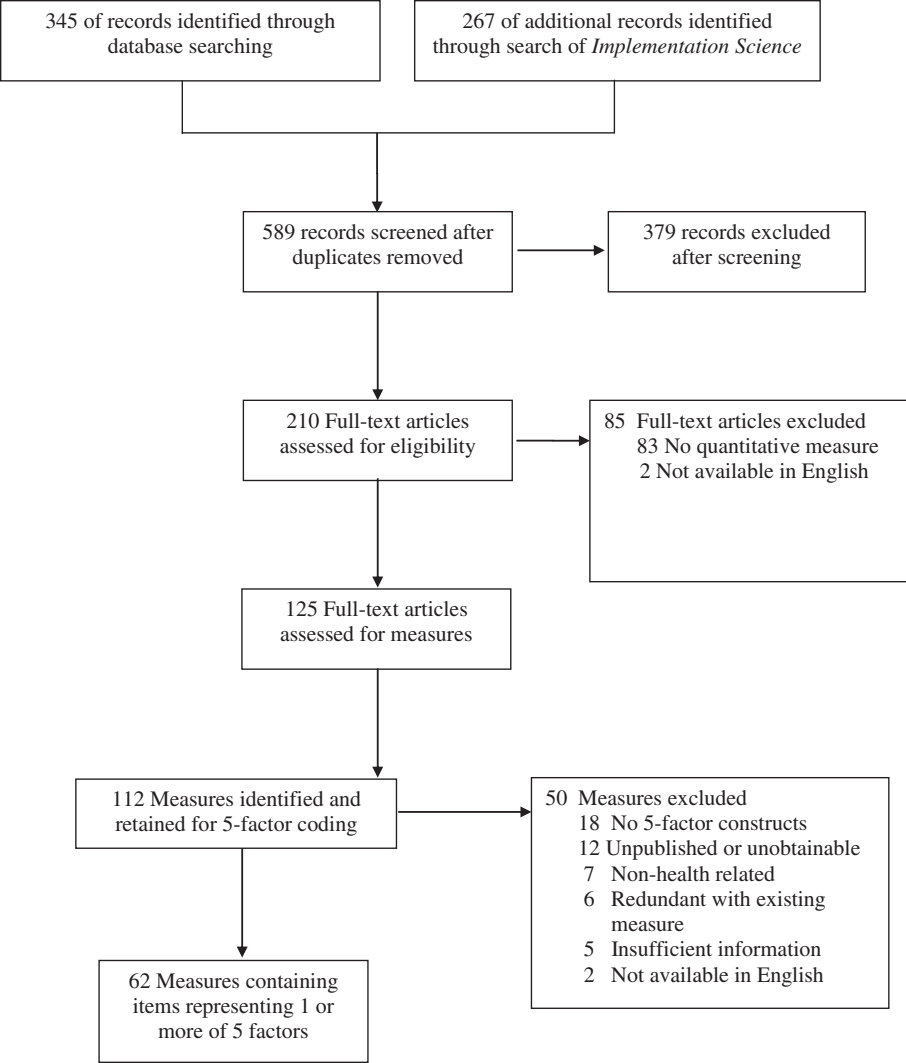 345 of records identified through
database searching
267 of additional records identified
through search of Implementation Science
589 records screened after
duplicates removed
379 records excluded
after screening
210 Full-text articles
assessed for eligibility
85 Full-text articles excluded
83 No quantitative measure
2 Not available in English
125 Full-text articles
assessed for measures
112 Measures identified and
retained for 5-factor coding
50 Measures excluded
18 No 5-factor constructs
12 Unpublished or unobtainable
7 Non-health related
6 Redundant with existing
measure
5 Insufficient information
2 Not available in English
62 Measures containing
items representing 1 or
more of 5 factors